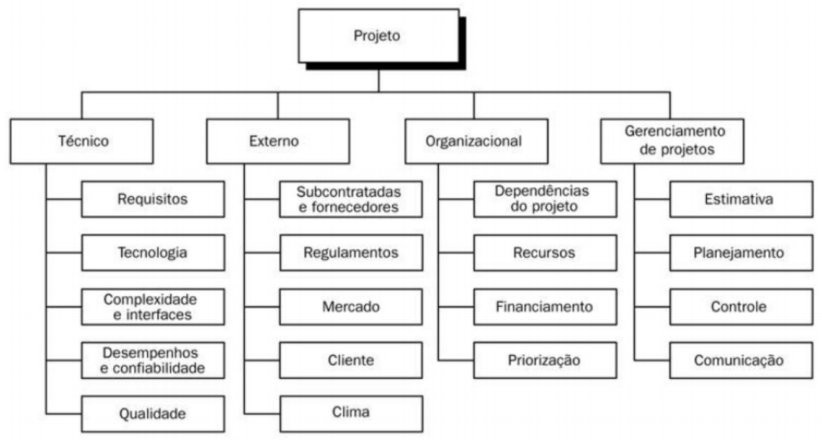 Projeto
Técnico
Externo
Organizacional
Gerenciamento
de projetos
Requisitos
Subcontratadas
e fornecedores
Dependências
do projeto
Estimativa
Tecnologia
Regulamentos
Recursos
Planejamento
Complexidade
e interfaces
Mercado
Financiamento
Controle
Desempenhos
e confiabilidade
Cliente
Priorização
Comunicação
Qualidade
Clima